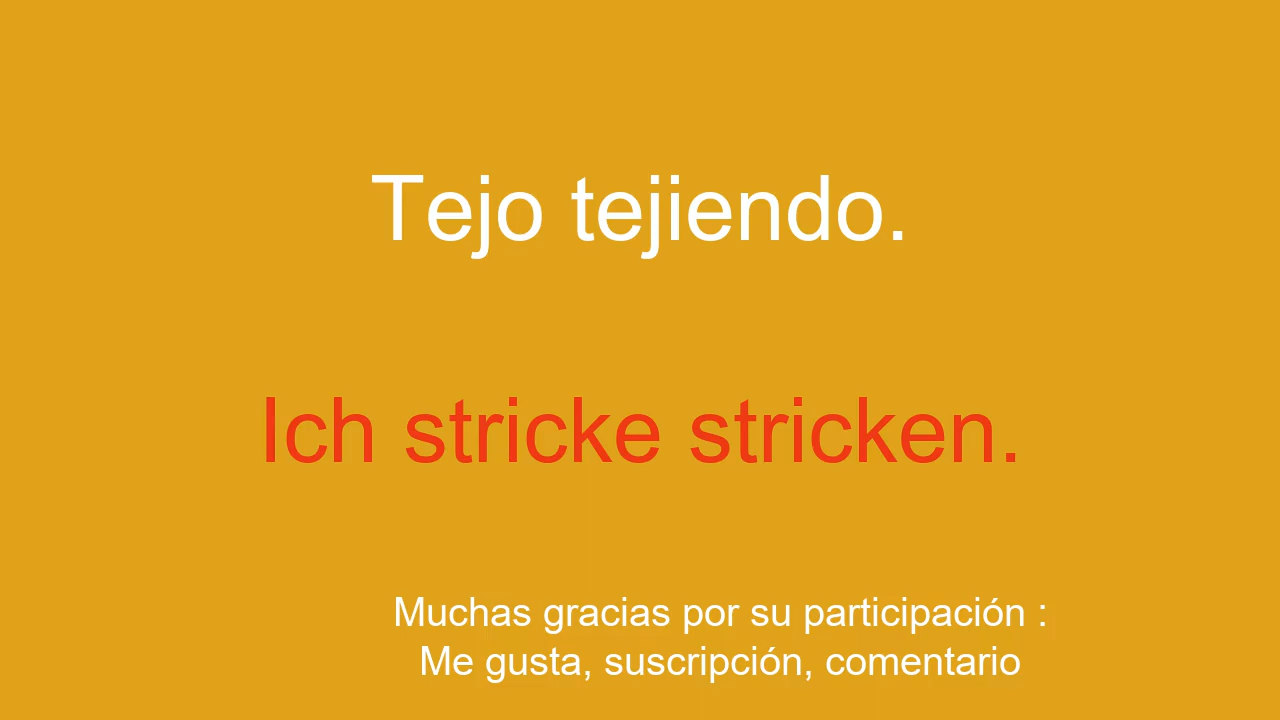 Tejo tejiendo.
Ich stricke stricken.
Muchas gracias por su participación :
Me gusta, suscripción, comentario